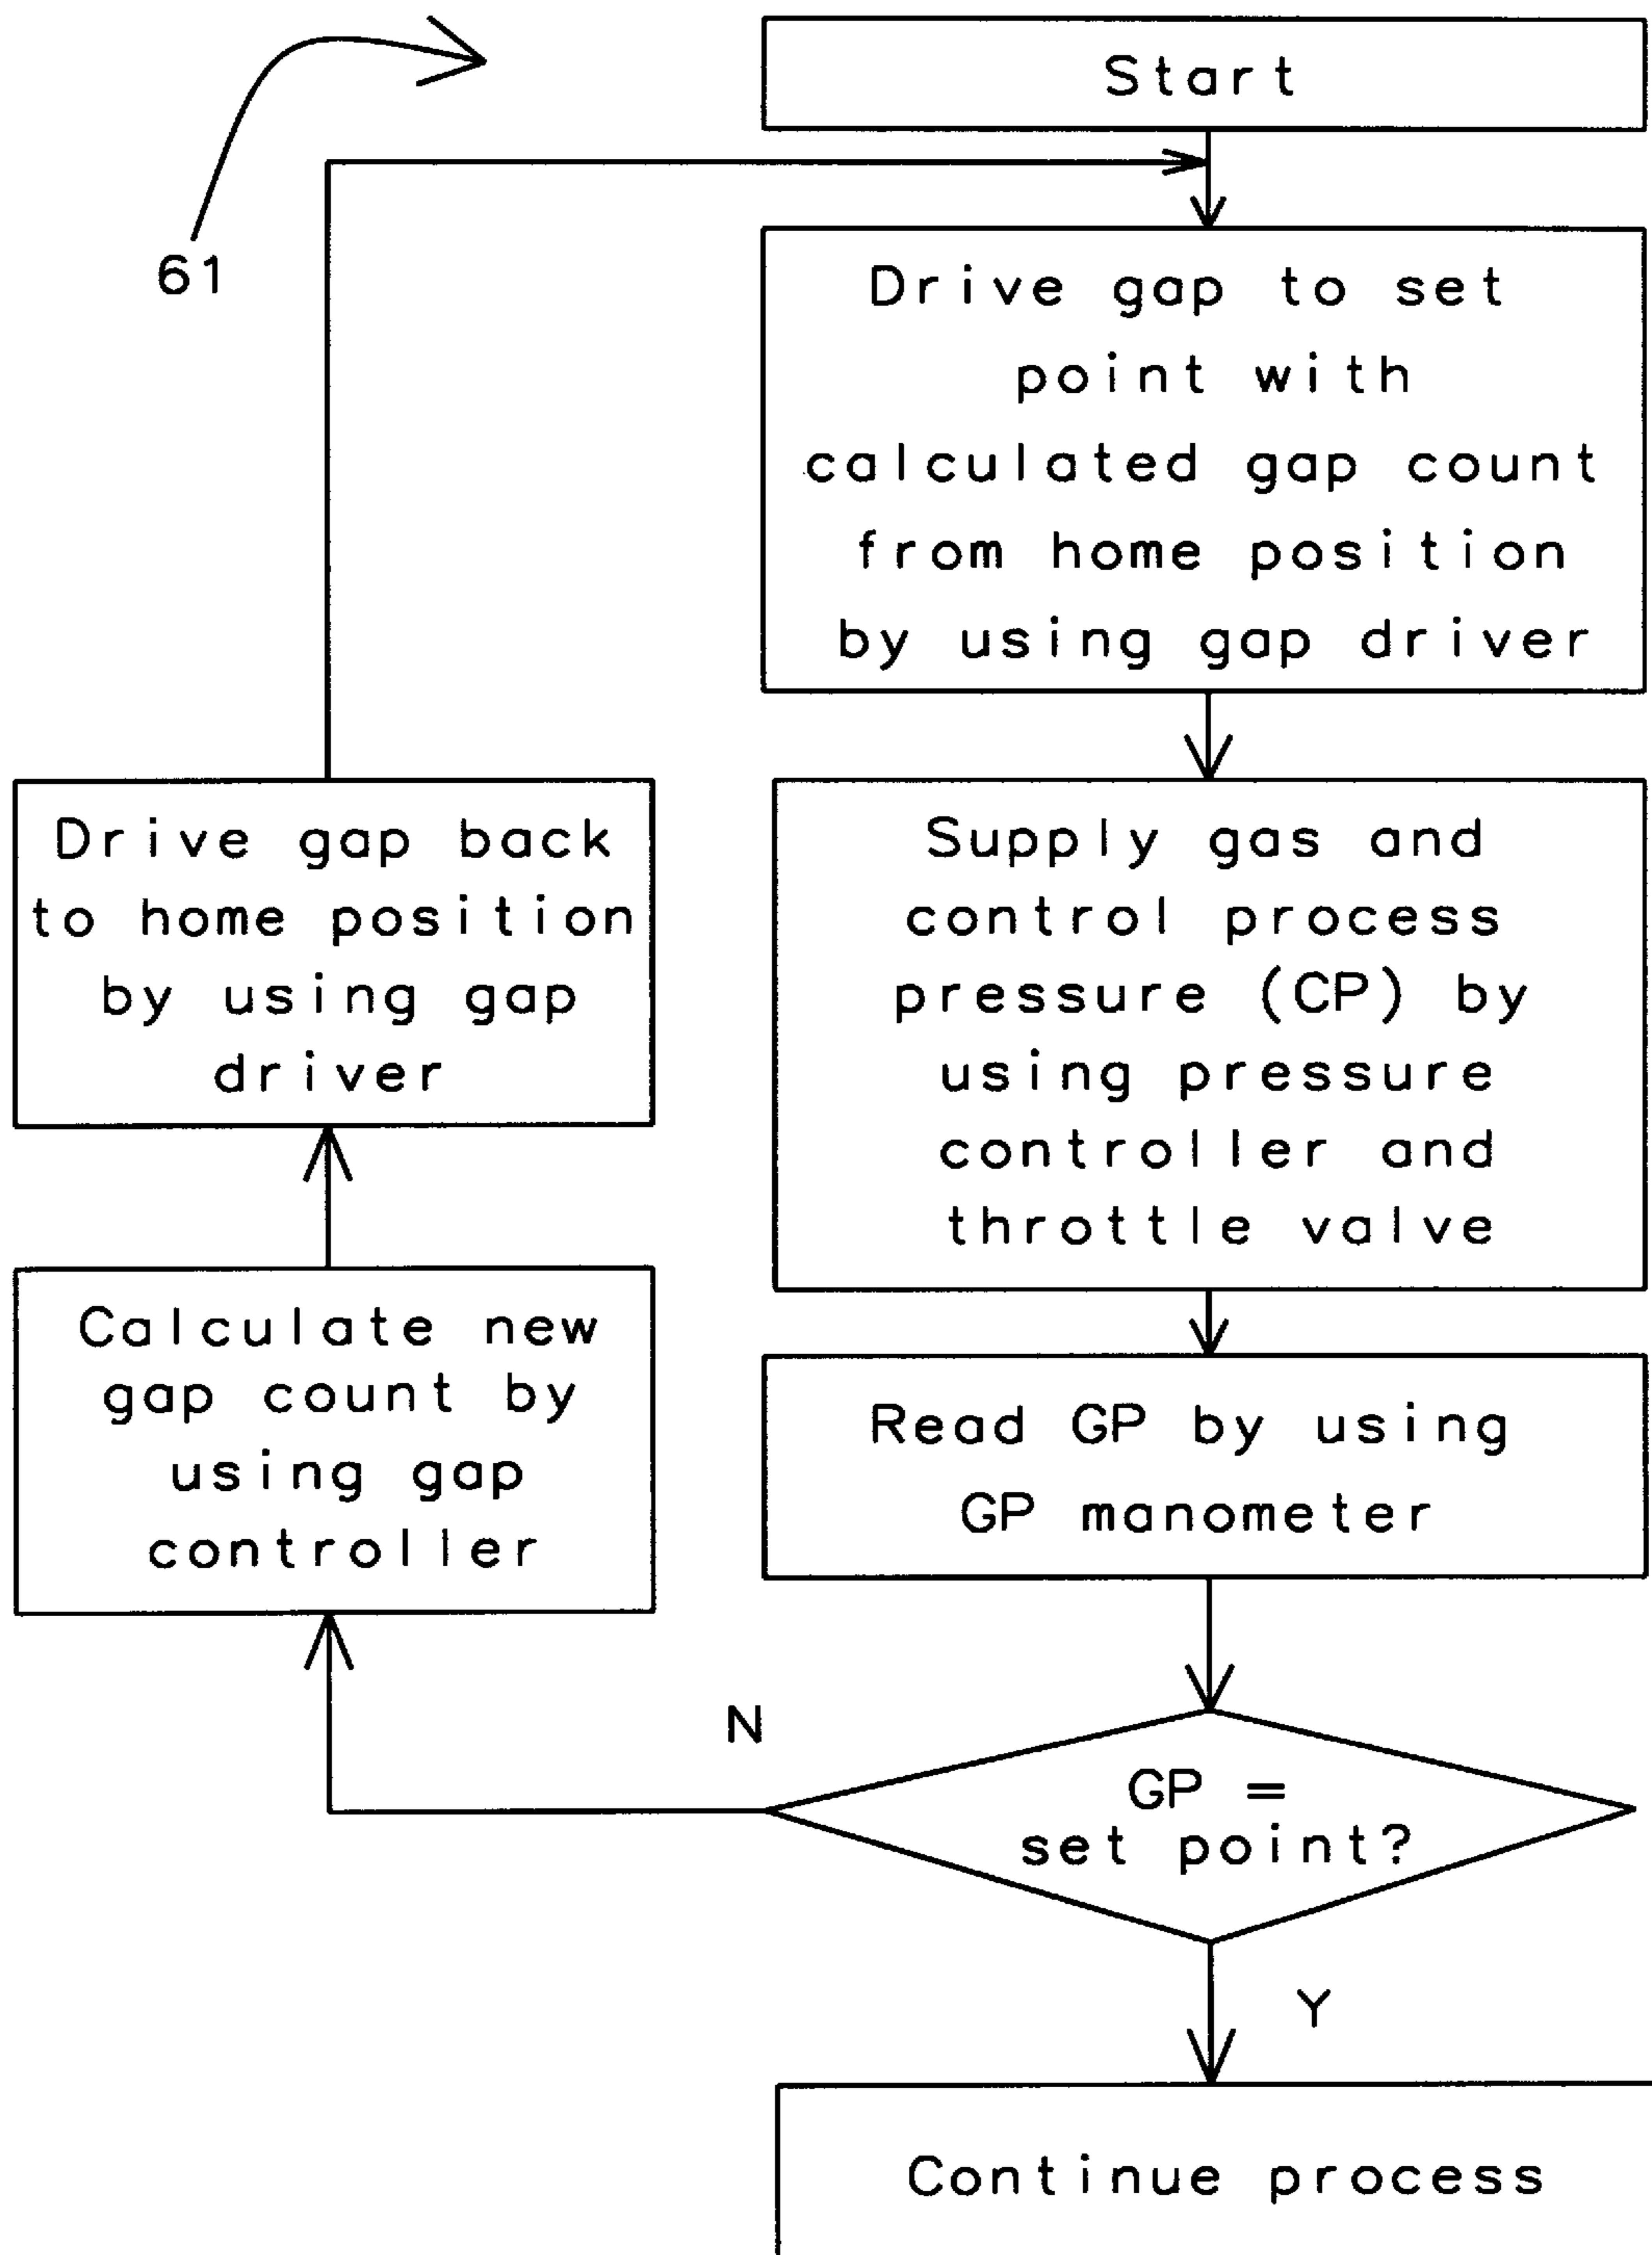 Start
61
Drive gap to set
point with
calculated gap count
from home position
by using gap driver
Drive gap back
to home position
by using gap
driver
Supply gas and
control process
pressure (CP) by
using pressure
controller and
throttle valve
Calculate new
gap count by
using gap
controller
Read GP by using
GP manometer
N
GP =
set point?
Y
Continue process